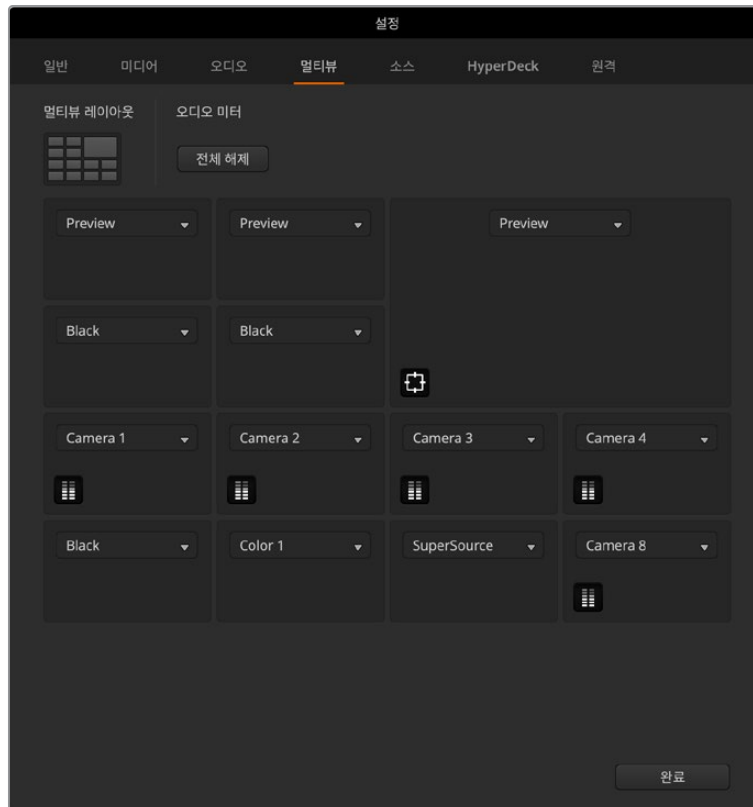 설정
일반 미디어 오디오 멀티뷰 소스 HyperDeck 원격
멀티뷰 레이아웃 오디오 미터
전체 해제
Preview Preview Preview
Black Black
Camera 1 Camera 2 Camera 3 Camera 4
Black Color 1 SuperSource Camera 8
완료